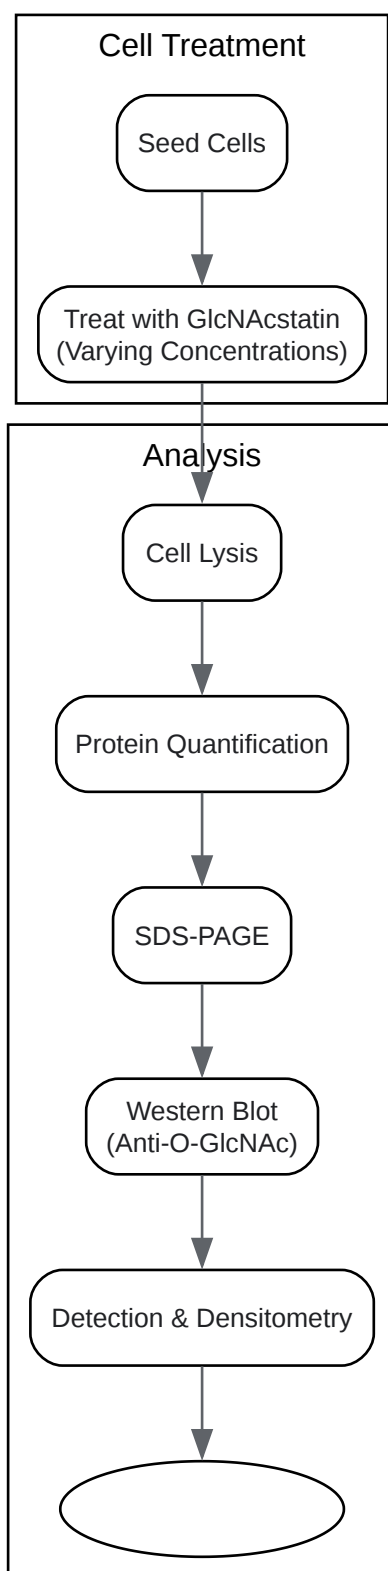 Cell Treatment
Seed Cells
Treat with GlcNAcstatin
(Varying Concentrations)
Analysis
Cell Lysis
Protein Quantification
SDS-PAGE
Western Blot
(Anti-O-GlcNAc)
Detection & Densitometry